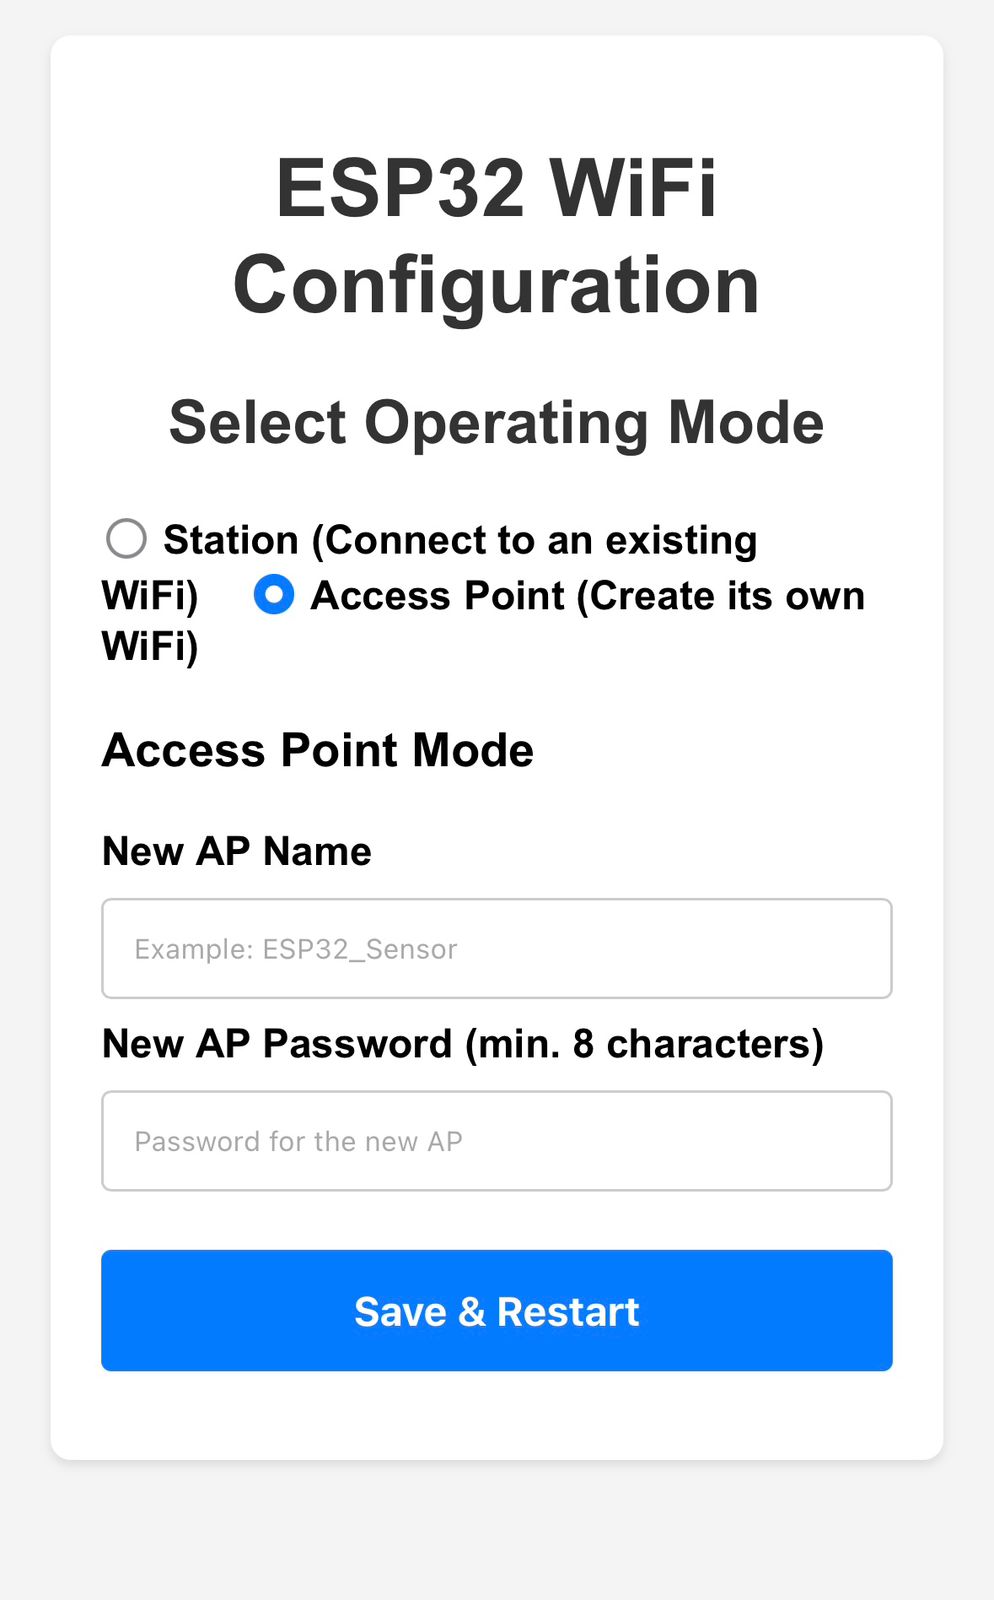 ESP32 WiFi
Configuration
Select Operating Mode
Station (Connect to an existing
WiFi) Access Point (Create its own
WiFi)
Access Point Mode
New AP Name
Example: ESP32_Sensor
New AP Password (min. 8 characters)
Password for the new AP
Save & Restart